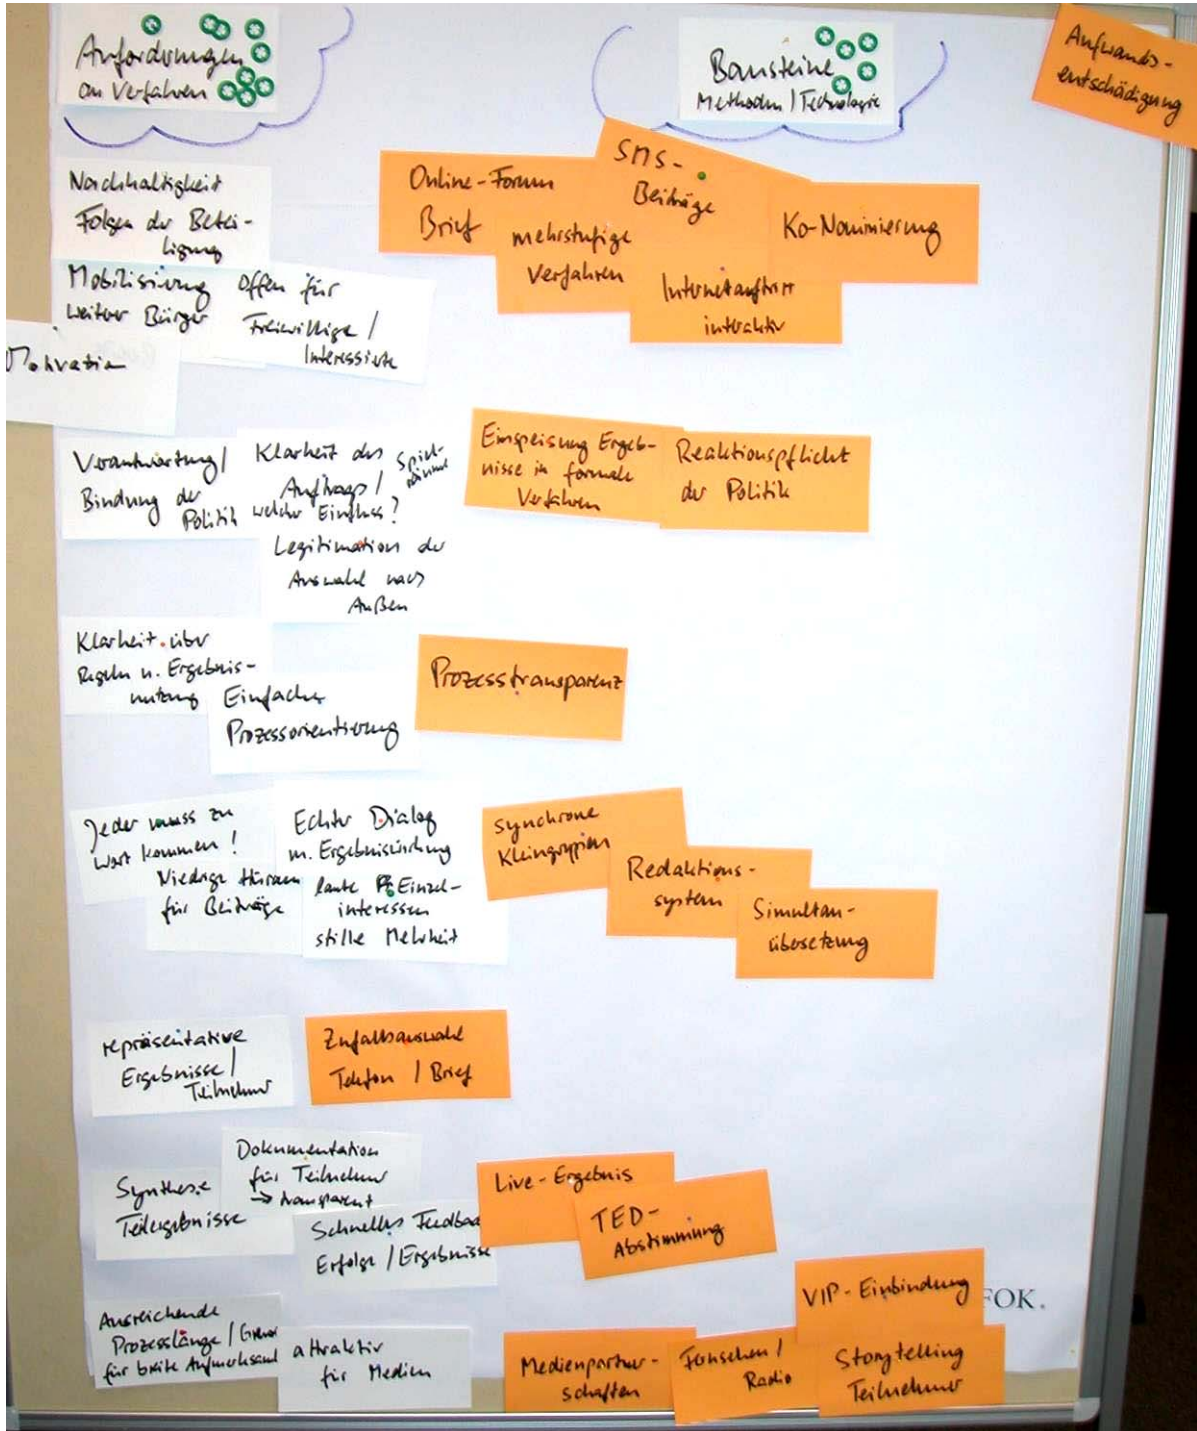 Anforderungen
an Verfahren
Bausteine
Methoden / Technologie
Aufwands-
entschädigung
Nachhaltigkeit
Folgen der Betei-
ligung
Mobilisierung
weiterer Bürger
Offen für
Freiwillige /
Interessierte
Motivation
Online-Forum
Brief
SMS-
Beiträge
mehrstufige
Verfahren
Internetauftritt
interaktiv
Ko-Nominierung
Verantwortung /
Bindung der
Politik
Klarheit des
Auftrags /
Spiel-
räume
welcher Einfluss?
Legitimation der
Auswahl nach
Außen
Einspeisung Ergeb-
nisse in formale
Verfahren
Reaktionspflicht
der Politik
Klarheit über
Regeln u. Ergebnis-
nutzung
Einfache
Prozessorientierung
Prozesstransparenz
Jeder muss zu
Wort kommen!
Niedrige Hürden
für Beiträge
Echter Dialog
m. Ergebniswirkung
laute Einzel-
interessen
stille Mehrheit
Synchrone
Kleingruppen
Redaktions-
system
Simultan-
übersetzung
repräsentative
Ergebnisse /
Teilnehmer
Zufallsauswahl
Telefon / Brief
Synthese
Teilergebnisse
Dokumentation
für Teilnehmer
→ transparent
Schnelles Feedbac
Erfolge / Ergebnisse
Live-Ergebnis
TED-
Abstimmung
Ausreichende
Prozesslänge /
für breite Aufmerksamk
attraktiv
für Medien
Medienpartner-
schaften
Fernsehen /
Radio
VIP-Einbindung
Storytelling
Teilnehmer
FOK.